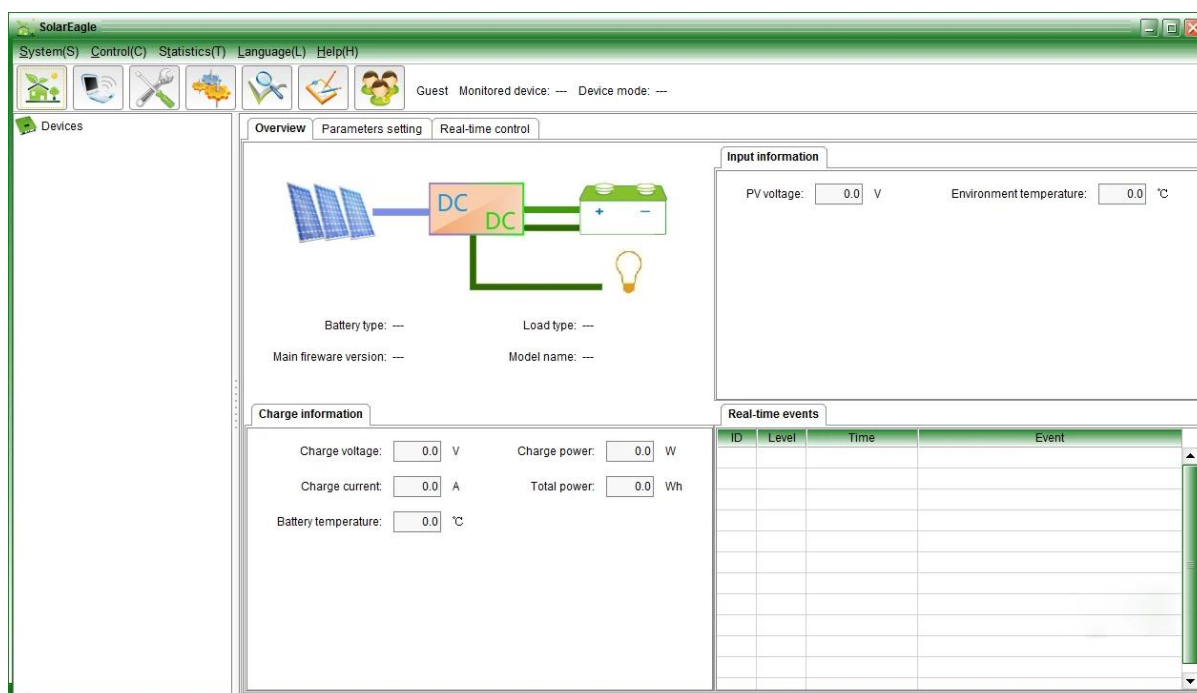 SolarEagle
System(S) Control(C) Statistics(T) Language(L) Help(H)
Guest Monitored device: --- Device mode: ---
Devices
Overview Parameters setting Real-time control
DC
DC
+ −
Battery type: --- Load type: ---
Main fireware version: --- Model name: ---
Input information
PV voltage: 0.0 V Environment temperature: 0.0 ℃
Charge information
Charge voltage: 0.0 V Charge power: 0.0 W
Charge current: 0.0 A Total power: 0.0 Wh
Battery temperature: 0.0 ℃
Real-time events
ID Level Time Event